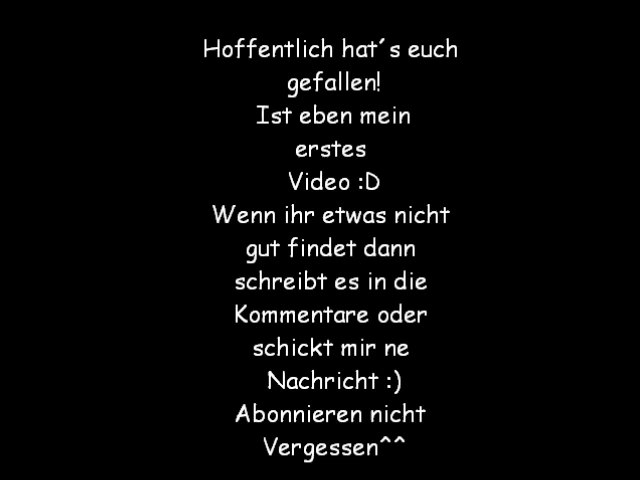 Hoffentlich hat´s euch
gefallen!
Ist eben mein
erstes
Video :D
Wenn ihr etwas nicht
gut findet dann
schreibt es in die
Kommentare oder
schickt mir ne
Nachricht :)
Abonnieren nicht
Vergessen^^